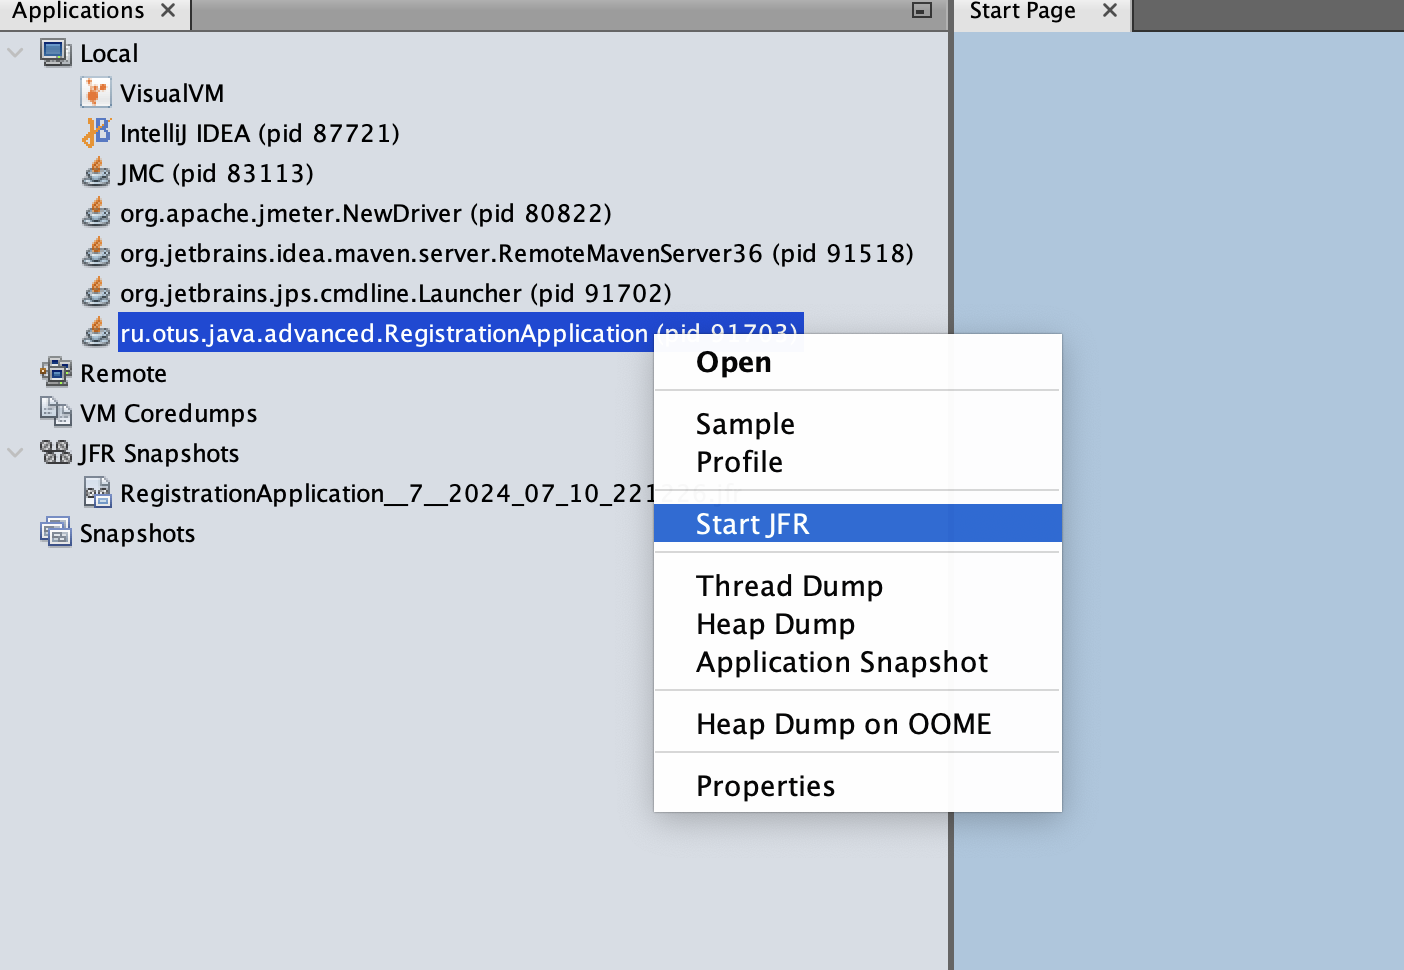 Applications
Start Page
Local
VisualVM
IntelliJ IDEA (pid 87721)
JMC (pid 83113)
org.apache.jmeter.NewDriver (pid 80822)
org.jetbrains.idea.maven.server.RemoteMavenServer36 (pid 91518)
org.jetbrains.jps.cmdline.Launcher (pid 91702)
ru.otus.java.advanced.RegistrationApplication (pid 91703)
Remote
VM Coredumps
JFR Snapshots
RegistrationApplication__7__2024_07_10_221226.jfr
Snapshots
Open
Sample
Profile
Start JFR
Thread Dump
Heap Dump
Application Snapshot
Heap Dump on OOME
Properties